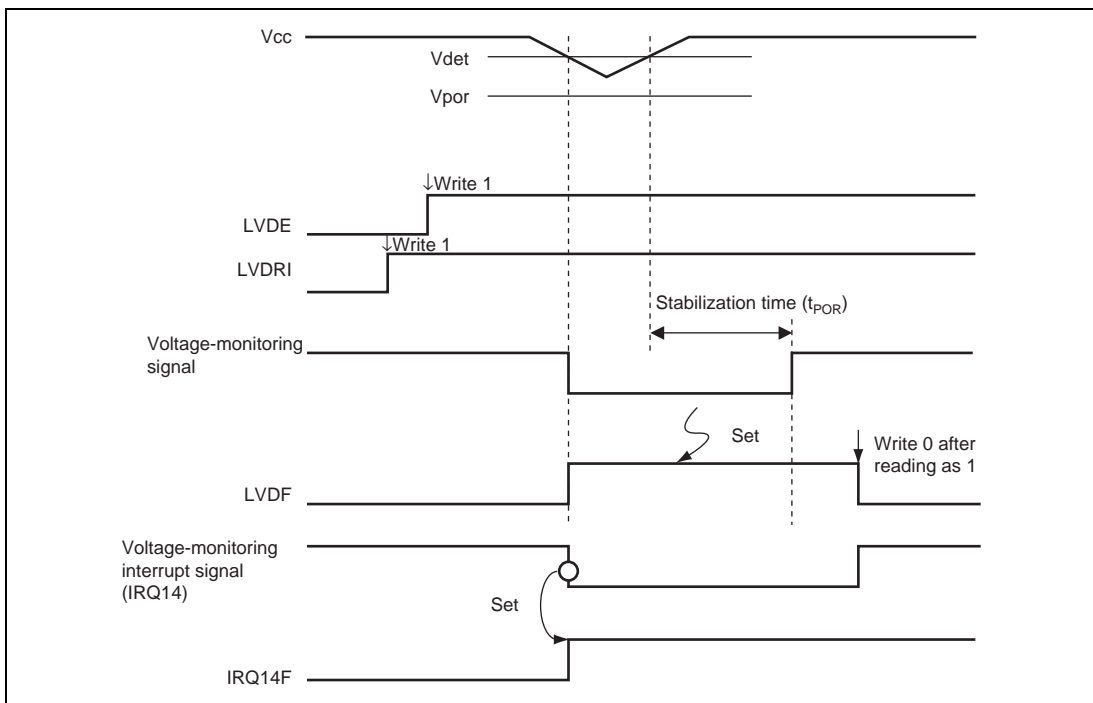 Vcc
Vdet
Vpor
↓Write 1
LVDE
↓Write 1
LVDRI
Stabilization time (tPOR)
Voltage-monitoring
signal
Set
Write 0 after
reading as 1
LVDF
Voltage-monitoring
interrupt signal
(IRQ14)
Set
IRQ14F